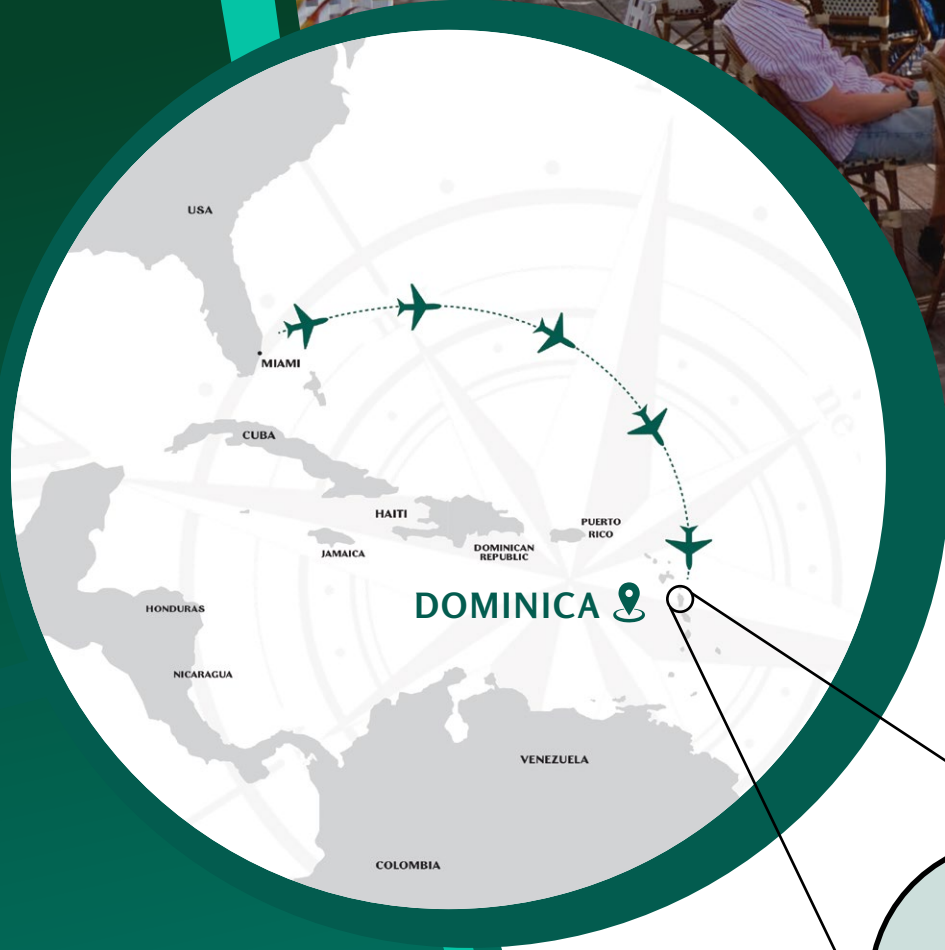 USA
MIAMI
CUBA
HAITI
PUERTO
RICO
JAMAICA
DOMINICAN
REPUBLIC
DOMINICA
HONDURAS
NICARAGUA
VENEZUELA
COLOMBIA